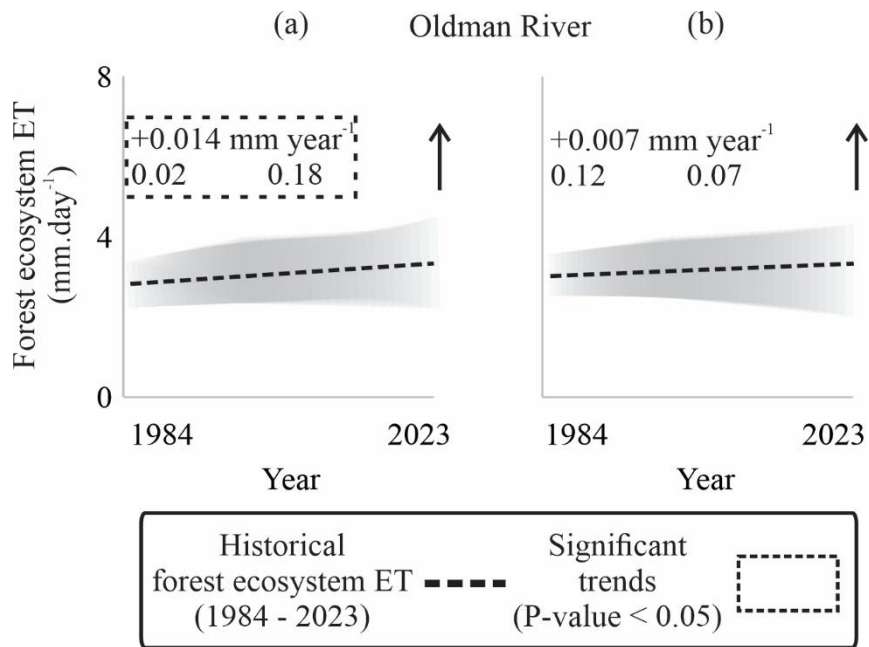 (a) Oldman River (b)
Forest ecosystem ET
(mm.day⁻¹)
8
4
0
+0.014 mm year⁻¹
0.02 0.18
1984 2023
Year
+0.007 mm year⁻¹
0.12 0.07
1984 2023
Year
Historical
forest ecosystem ET
(1984 - 2023)
Significant
trends
(P-value < 0.05)